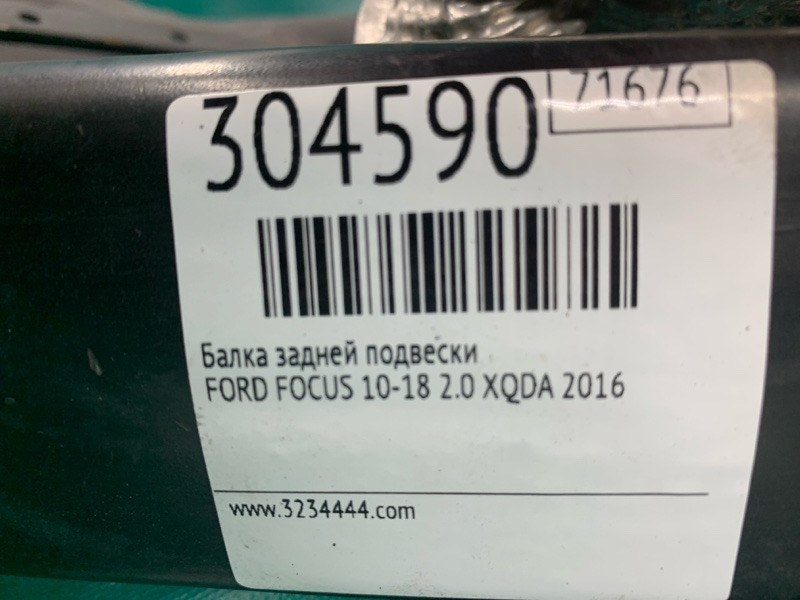 304590
71676
Балка задней подвески
FORD FOCUS 10-18 2.0 XQDA 2016
www.3234444.com